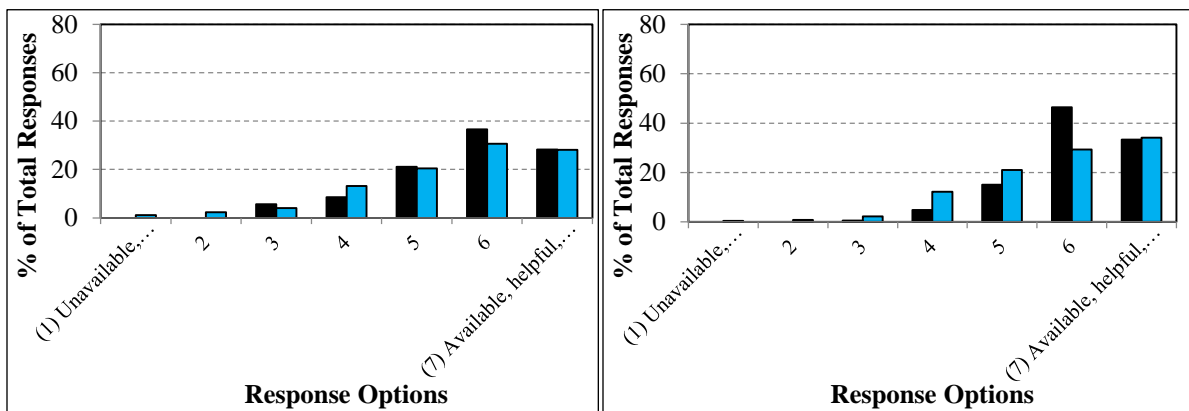 % of Total Responses
80
60
40
20
0
(1) Unavailable,…
2
3
4
5
6
(7) Available, helpful,…
Response Options
% of Total Responses
80
60
40
20
0
(1) Unavailable,…
2
3
4
5
6
(7) Available, helpful,…
Response Options